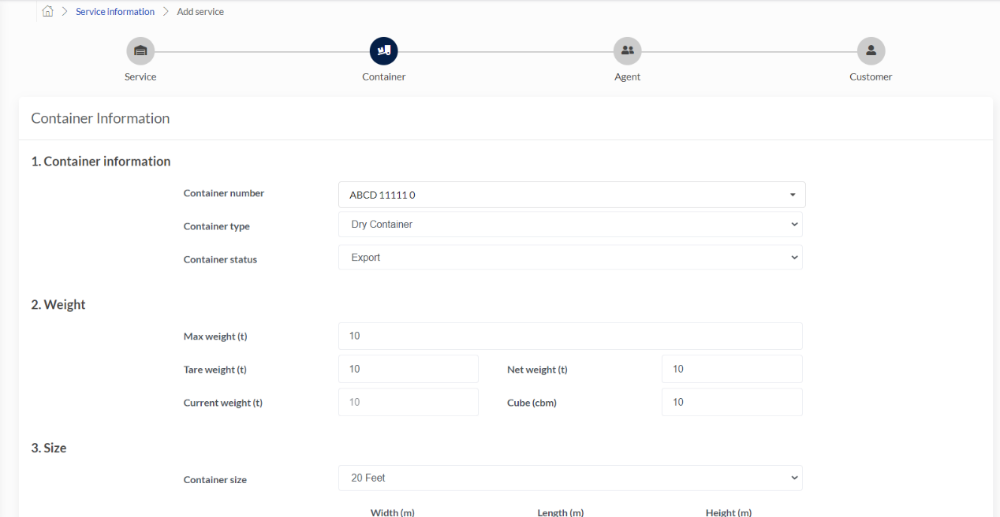 Service information Add service
Service Container Agent Customer
Container Information
1. Container information
Container number ABCD 11111 0
Container type Dry Container
Container status Export
2. Weight
Max weight (t) 10
Tare weight (t) 10 Net weight (t) 10
Current weight (t) 10 Cube (cbm) 10
3. Size
Container size 20 Feet
Width (m) Length (m) Height (m)